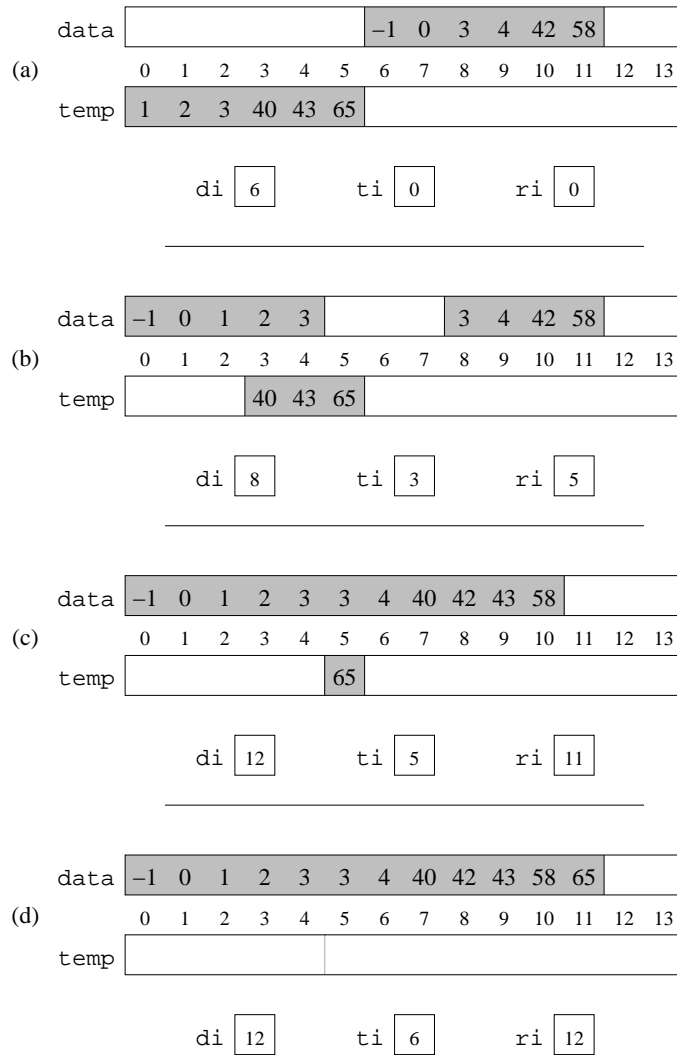 data –1 0 3 4 42 58
(a) 0 1 2 3 4 5 6 7 8 9 10 11 12 13
temp 1 2 3 40 43 65
di 6 ti 0 ri 0
data –1 0 1 2 3 3 4 42 58
(b) 0 1 2 3 4 5 6 7 8 9 10 11 12 13
temp 40 43 65
di 8 ti 3 ri 5
data –1 0 1 2 3 3 4 40 42 43 58
(c) 0 1 2 3 4 5 6 7 8 9 10 11 12 13
temp 65
di 12 ti 5 ri 11
data –1 0 1 2 3 3 4 40 42 43 58 65
(d) 0 1 2 3 4 5 6 7 8 9 10 11 12 13
temp
di 12 ti 6 ri 12